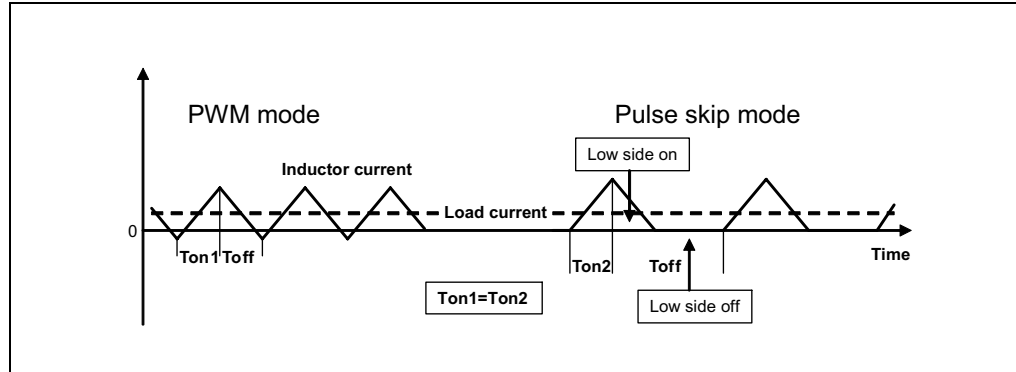 PWM mode
Pulse skip mode
Low side on
Inductor current
Load current
0
Ton1 Toff
Ton2
Toff
Time
Ton1=Ton2
Low side off